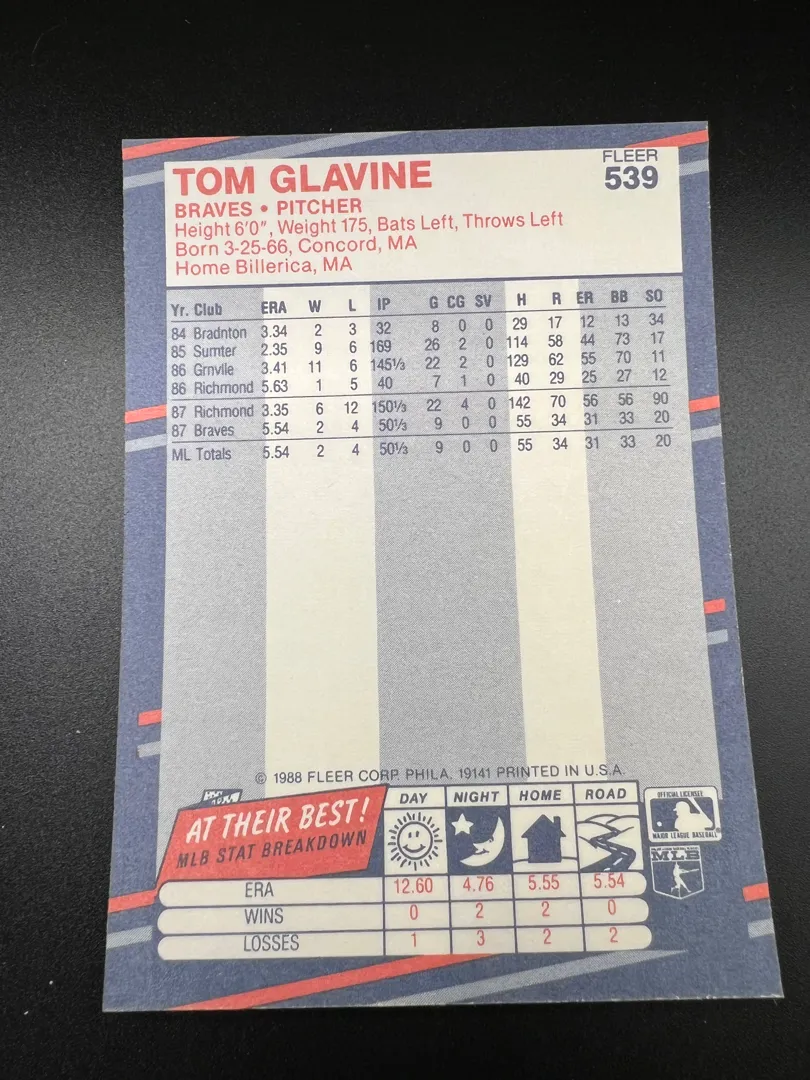 FLEER
539
TOM GLAVINE
BRAVES • PITCHER
Height 6'0", Weight 175, Bats Left, Throws Left
Born 3-25-66, Concord, MA
Home Billerica, MA
Yr. Club ERA W L IP G CG SV H R ER BB SO
84 Bradnton 3.34 2 3 32 8 0 0 29 17 12 13 34
85 Sumter 2.35 9 6 169 26 2 0 114 58 44 73 17
86 Grnvlle 3.41 11 6 145⅓ 22 2 0 129 62 55 70 11
86 Richmond 5.63 1 5 40 7 1 0 40 29 25 27 12
87 Richmond 3.35 6 12 150⅓ 22 4 0 142 70 56 56 90
87 Braves 5.54 2 4 50⅓ 9 0 0 55 34 31 33 20
ML Totals 5.54 2 4 50⅓ 9 0 0 55 34 31 33 20
© 1988 FLEER CORP. PHILA. 19141 PRINTED IN U.S.A.
AT THEIR BEST!
MLB STAT BREAKDOWN
DAY NIGHT HOME ROAD
ERA 12.60 4.76 5.55 5.54
WINS 0 2 2 0
LOSSES 1 3 2 2
OFFICIAL LICENSEE
MAJOR LEAGUE BASEBALL
MLB